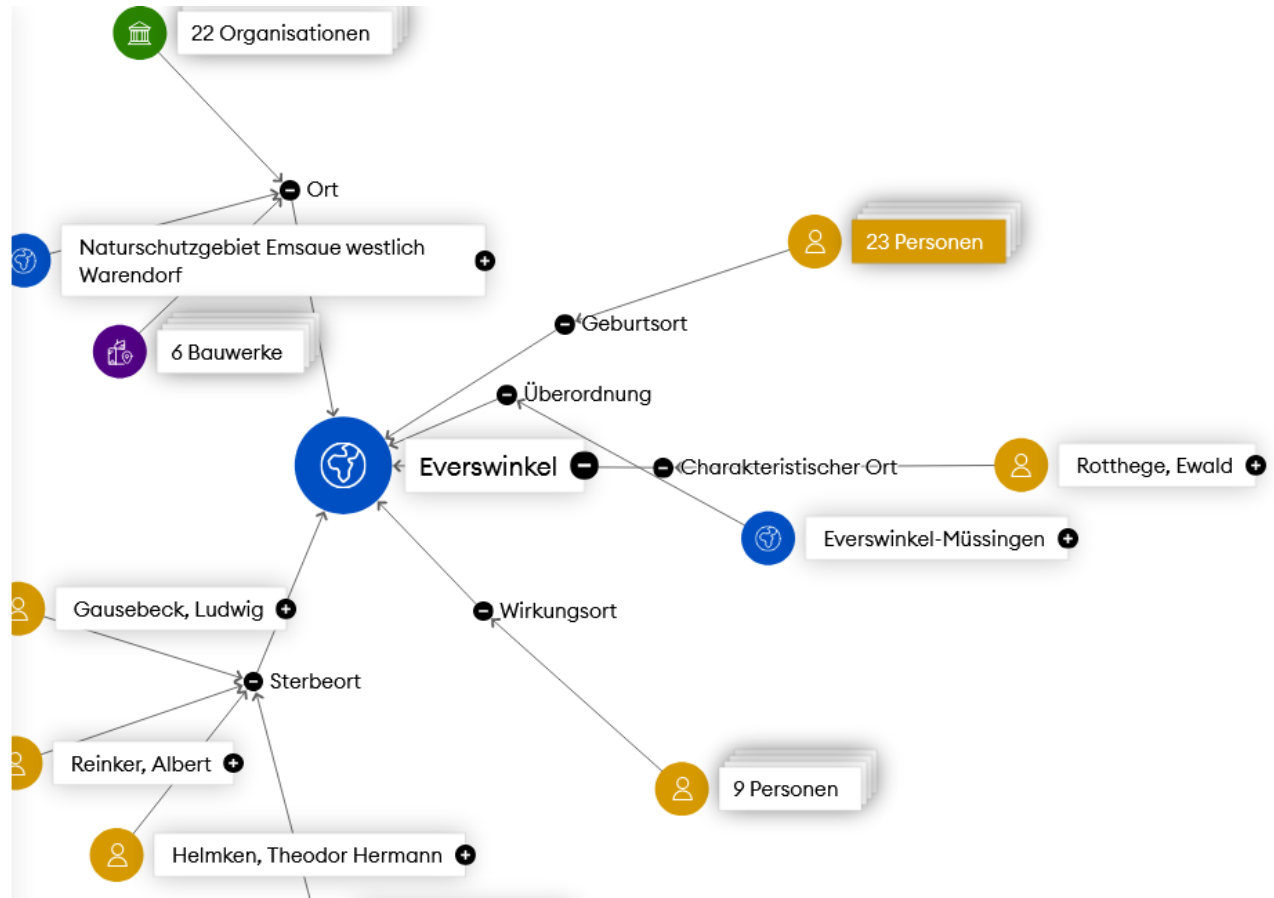 22 Organisationen
Ort
Naturschutzgebiet Emsaue westlich
Warendorf
23 Personen
Geburtsort
6 Bauwerke
Überordnung
Everswinkel
Charakteristischer Ort
Rotthege, Ewald
Everswinkel-Müssingen
Gausebeck, Ludwig
Wirkungsort
Sterbeort
Reinker, Albert
9 Personen
Helmken, Theodor Hermann